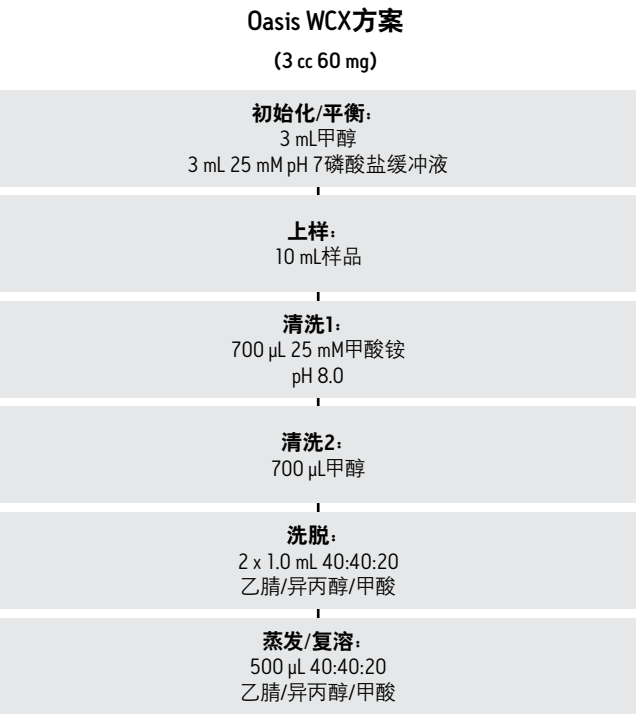 Oasis WCX方案
(3 cc 60 mg)
初始化/平衡:
3 mL甲醇
3 mL 25 mM pH 7磷酸盐缓冲液
上样:
10 mL样品
清洗1:
700 µL 25 mM甲酸铵
pH 8.0
清洗2:
700 µL甲醇
洗脱:
2 x 1.0 mL 40:40:20
乙腈/异丙醇/甲酸
蒸发/复溶:
500 µL 40:40:20
乙腈/异丙醇/甲酸